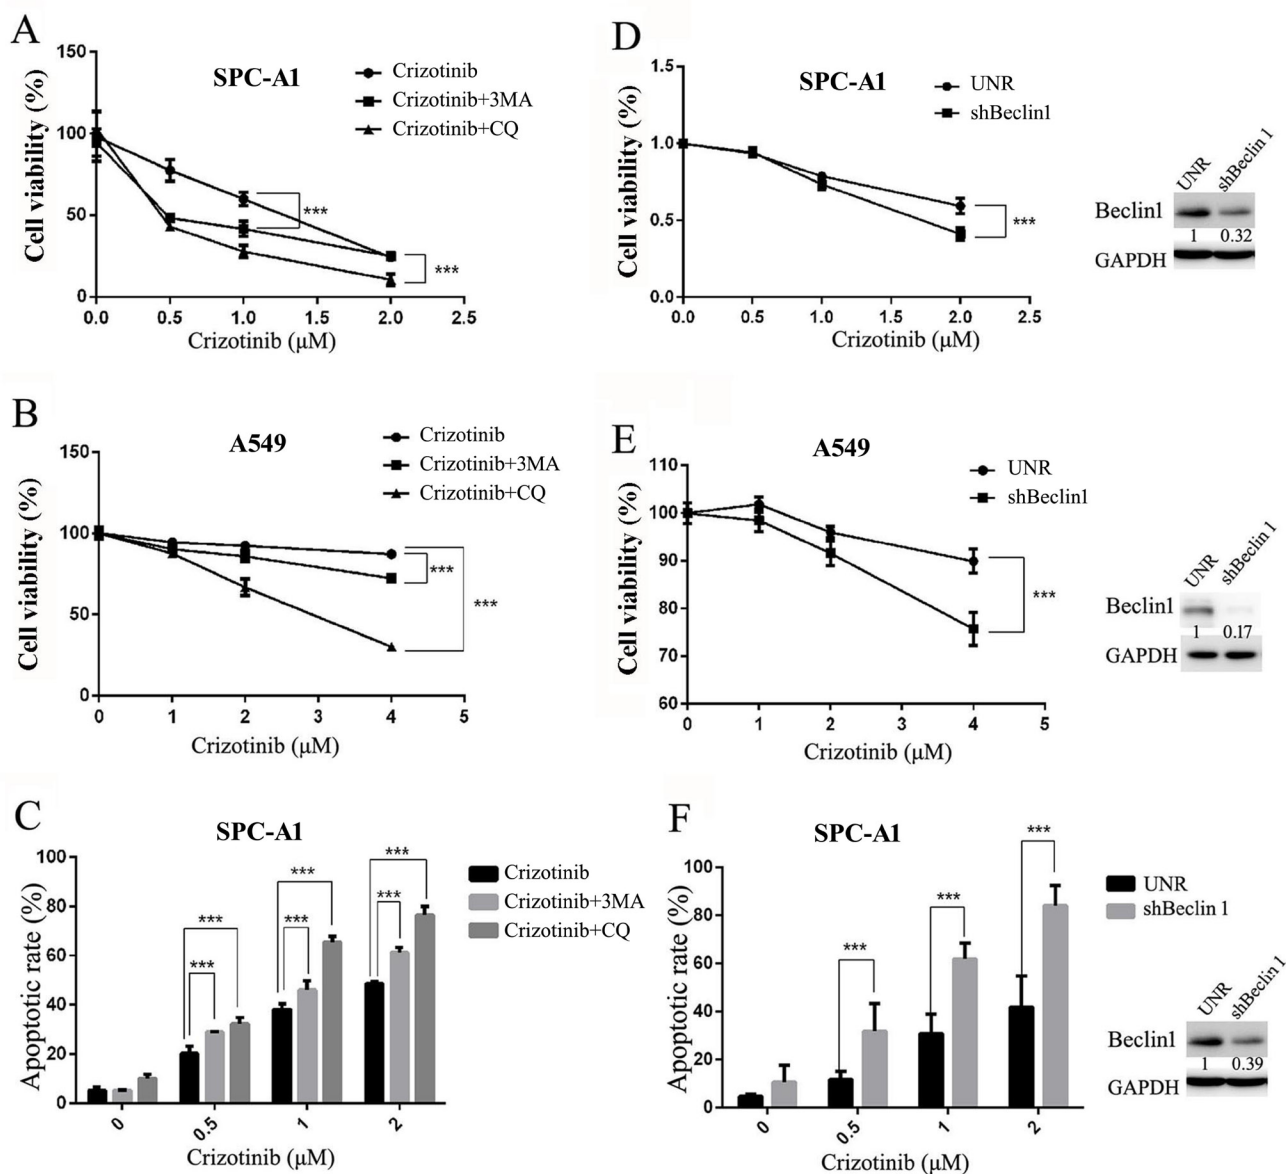 A
SPC-A1
Cell viability (%)
150
100
50
0
0.0 0.5 1.0 1.5 2.0 2.5
Crizotinib (μM)
Crizotinib
Crizotinib+3MA
Crizotinib+CQ
***
***
D
SPC-A1
Cell viability (%)
1.5
1.0
0.5
0.0
0.0 0.5 1.0 1.5 2.0 2.5
Crizotinib (μM)
UNR
shBeclin1
***
UNR shBeclin 1
Beclin1
1 0.32
GAPDH
B
A549
Cell viability (%)
150
100
50
0
0 1 2 3 4 5
Crizotinib (μM)
Crizotinib
Crizotinib+3MA
Crizotinib+CQ
***
***
E
A549
Cell viability (%)
110
100
90
80
70
60
0 1 2 3 4 5
Crizotinib (μM)
UNR
shBeclin1
***
UNR shBeclin 1
Beclin1
1 0.17
GAPDH
C
SPC-A1
Apoptotic rate (%)
100
80
60
40
20
0
0 0.5 1 2
Crizotinib (μM)
Crizotinib
Crizotinib+3MA
Crizotinib+CQ
***
***
***
***
***
***
F
SPC-A1
Apoptotic rate (%)
100
80
60
40
20
0
0 0.5 1 2
Crizotinib (μM)
UNR
shBeclin 1
***
***
***
UNR shBeclin 1
Beclin1
1 0.39
GAPDH